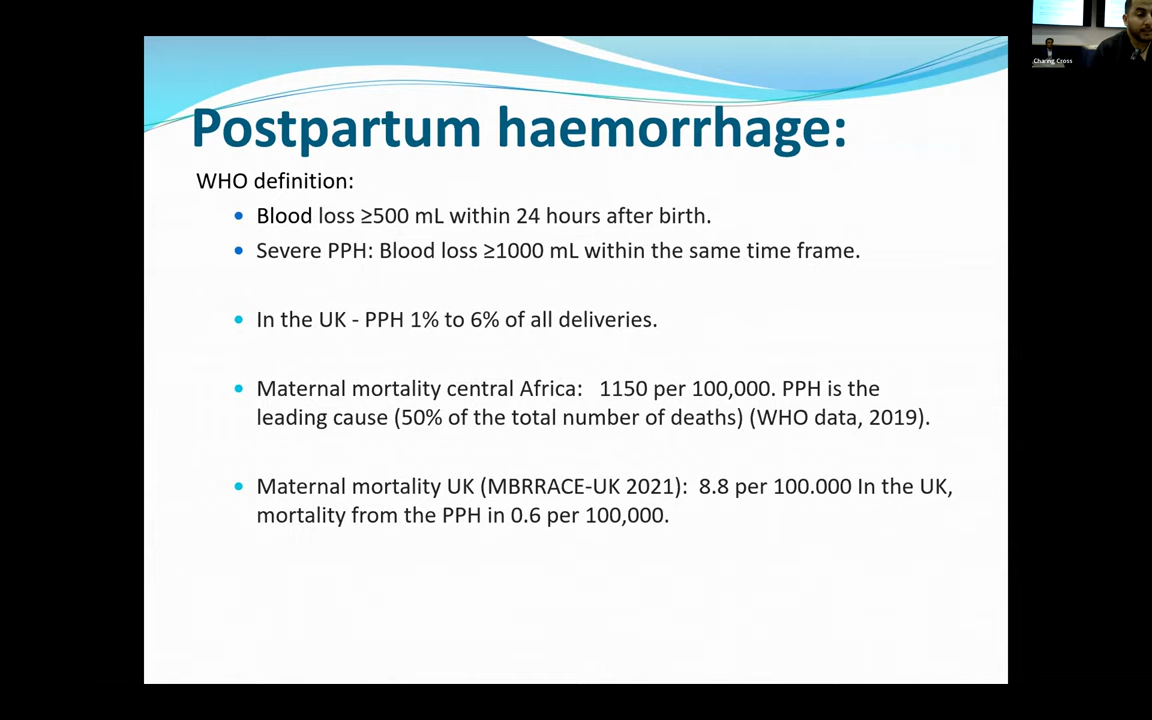 Charing Cross
Postpartum haemorrhage:
WHO definition:
• Blood loss ≥500 mL within 24 hours after birth.
• Severe PPH: Blood loss ≥1000 mL within the same time frame.
• In the UK - PPH 1% to 6% of all deliveries.
• Maternal mortality central Africa: 1150 per 100,000. PPH is the
leading cause (50% of the total number of deaths) (WHO data, 2019).
• Maternal mortality UK (MBRRACE-UK 2021): 8.8 per 100.000 In the UK,
mortality from the PPH in 0.6 per 100,000.